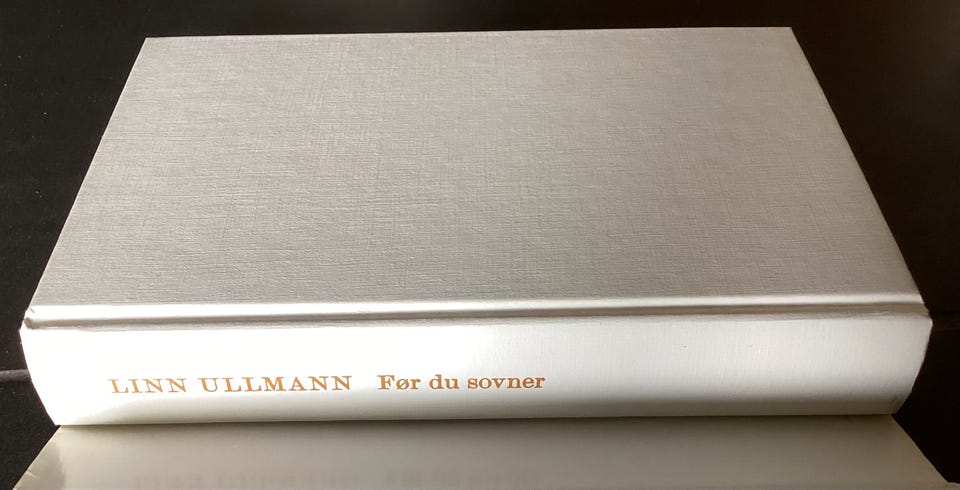 LINN ULLMANN Før du sovner